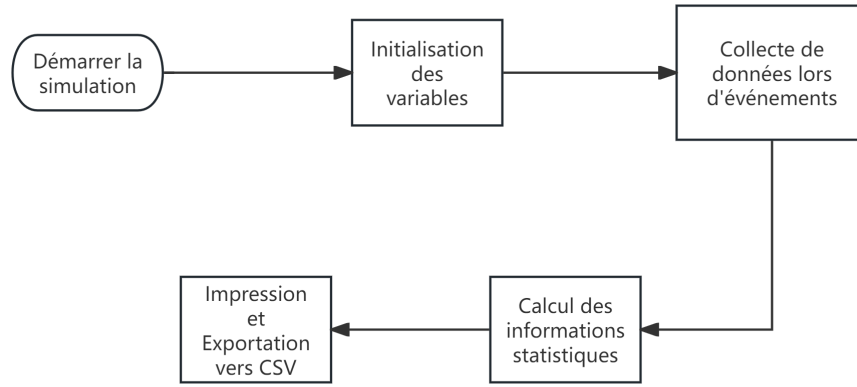 Démarrer la
simulation
Initialisation
des
variables
Collecte de
données lors
d'événements
Calcul des
informations
statistiques
Impression
et
Exportation
vers CSV